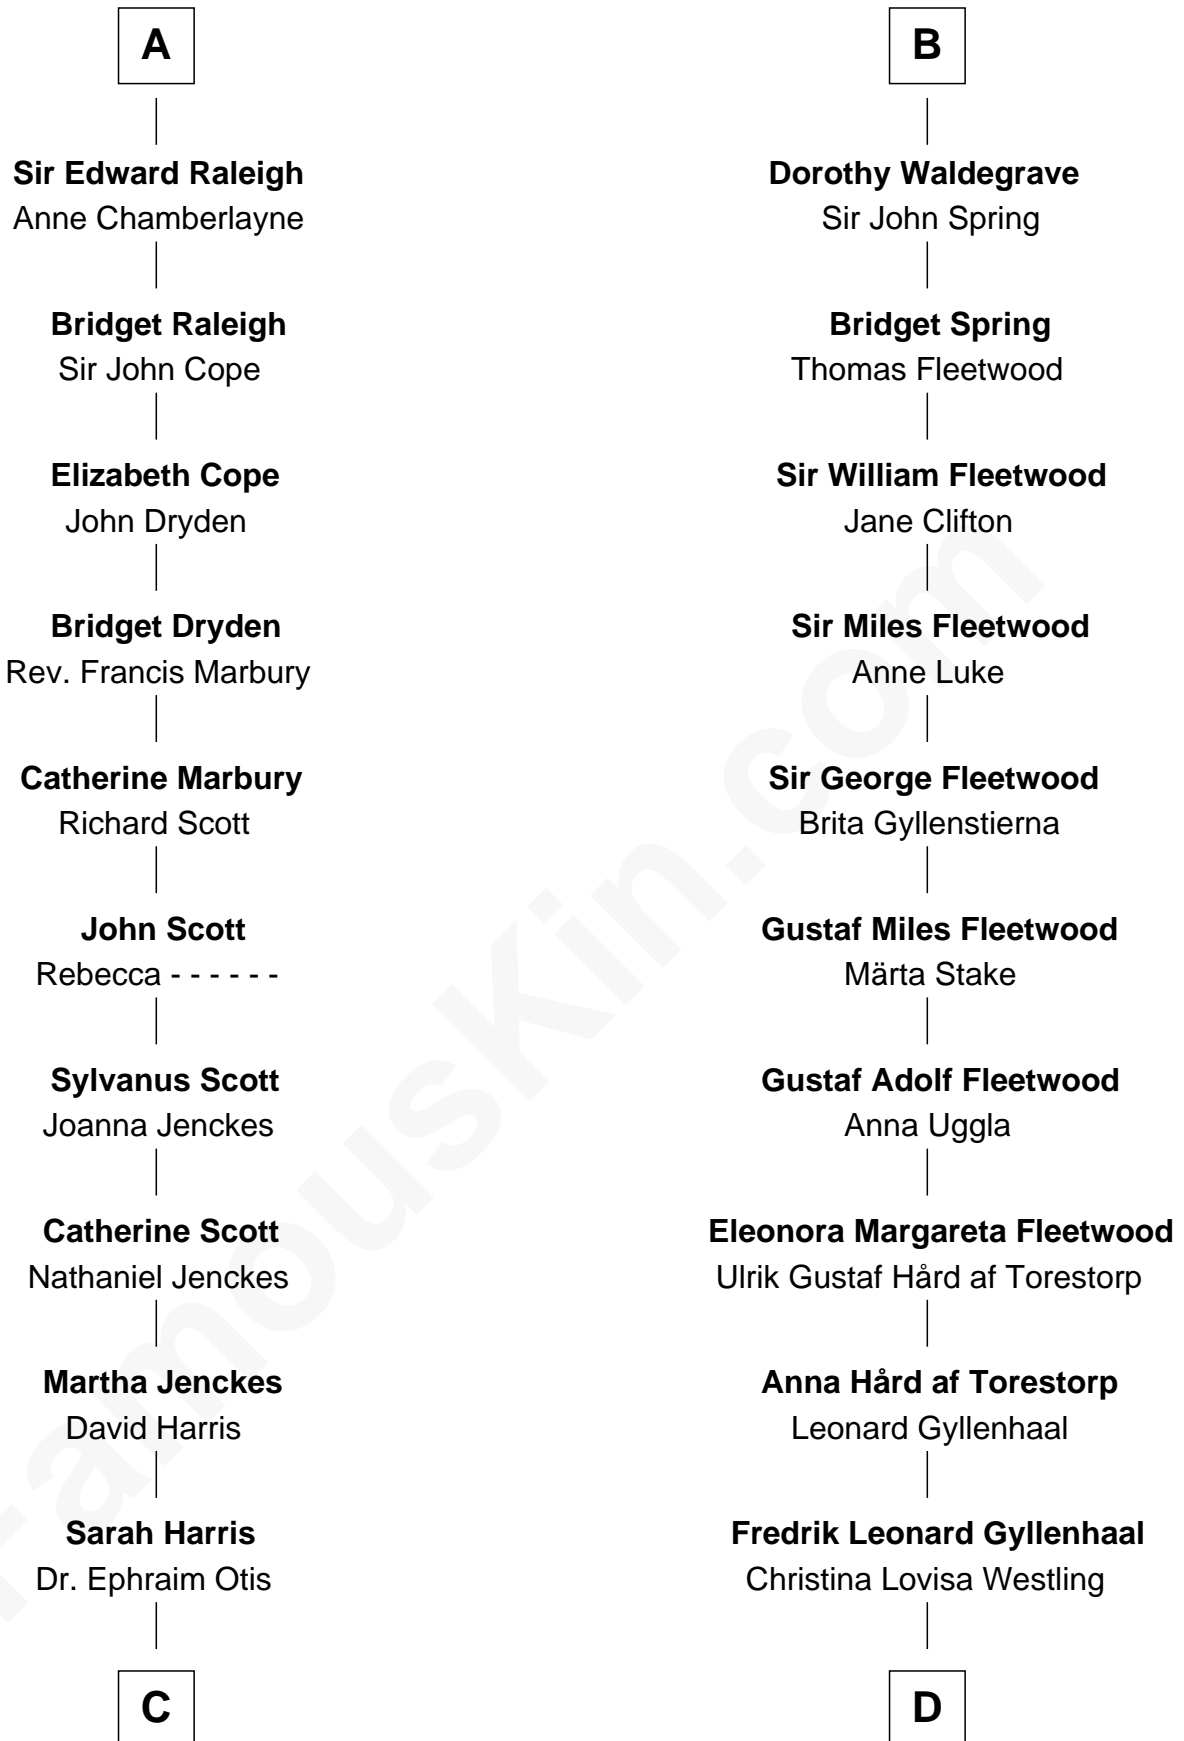 A
Sir Edward Raleigh
Anne Chamberlayne
Bridget Raleigh
Sir John Cope
Elizabeth Cope
John Dryden
Bridget Dryden
Rev. Francis Marbury
Catherine Marbury
Richard Scott
John Scott
Rebecca - - - - - -
Sylvanus Scott
Joanna Jenckes
Catherine Scott
Nathaniel Jenckes
Martha Jenckes
David Harris
Sarah Harris
Dr. Ephraim Otis
C
B
Dorothy Waldegrave
Sir John Spring
Bridget Spring
Thomas Fleetwood
Sir William Fleetwood
Jane Clifton
Sir Miles Fleetwood
Anne Luke
Sir George Fleetwood
Brita Gyllenstierna
Gustaf Miles Fleetwood
Märta Stake
Gustaf Adolf Fleetwood
Anna Uggla
Eleonora Margareta Fleetwood
Ulrik Gustaf Hård af Torestorp
Anna Hård af Torestorp
Leonard Gyllenhaal
Fredrik Leonard Gyllenhaal
Christina Lovisa Westling
D
FamousKin.com